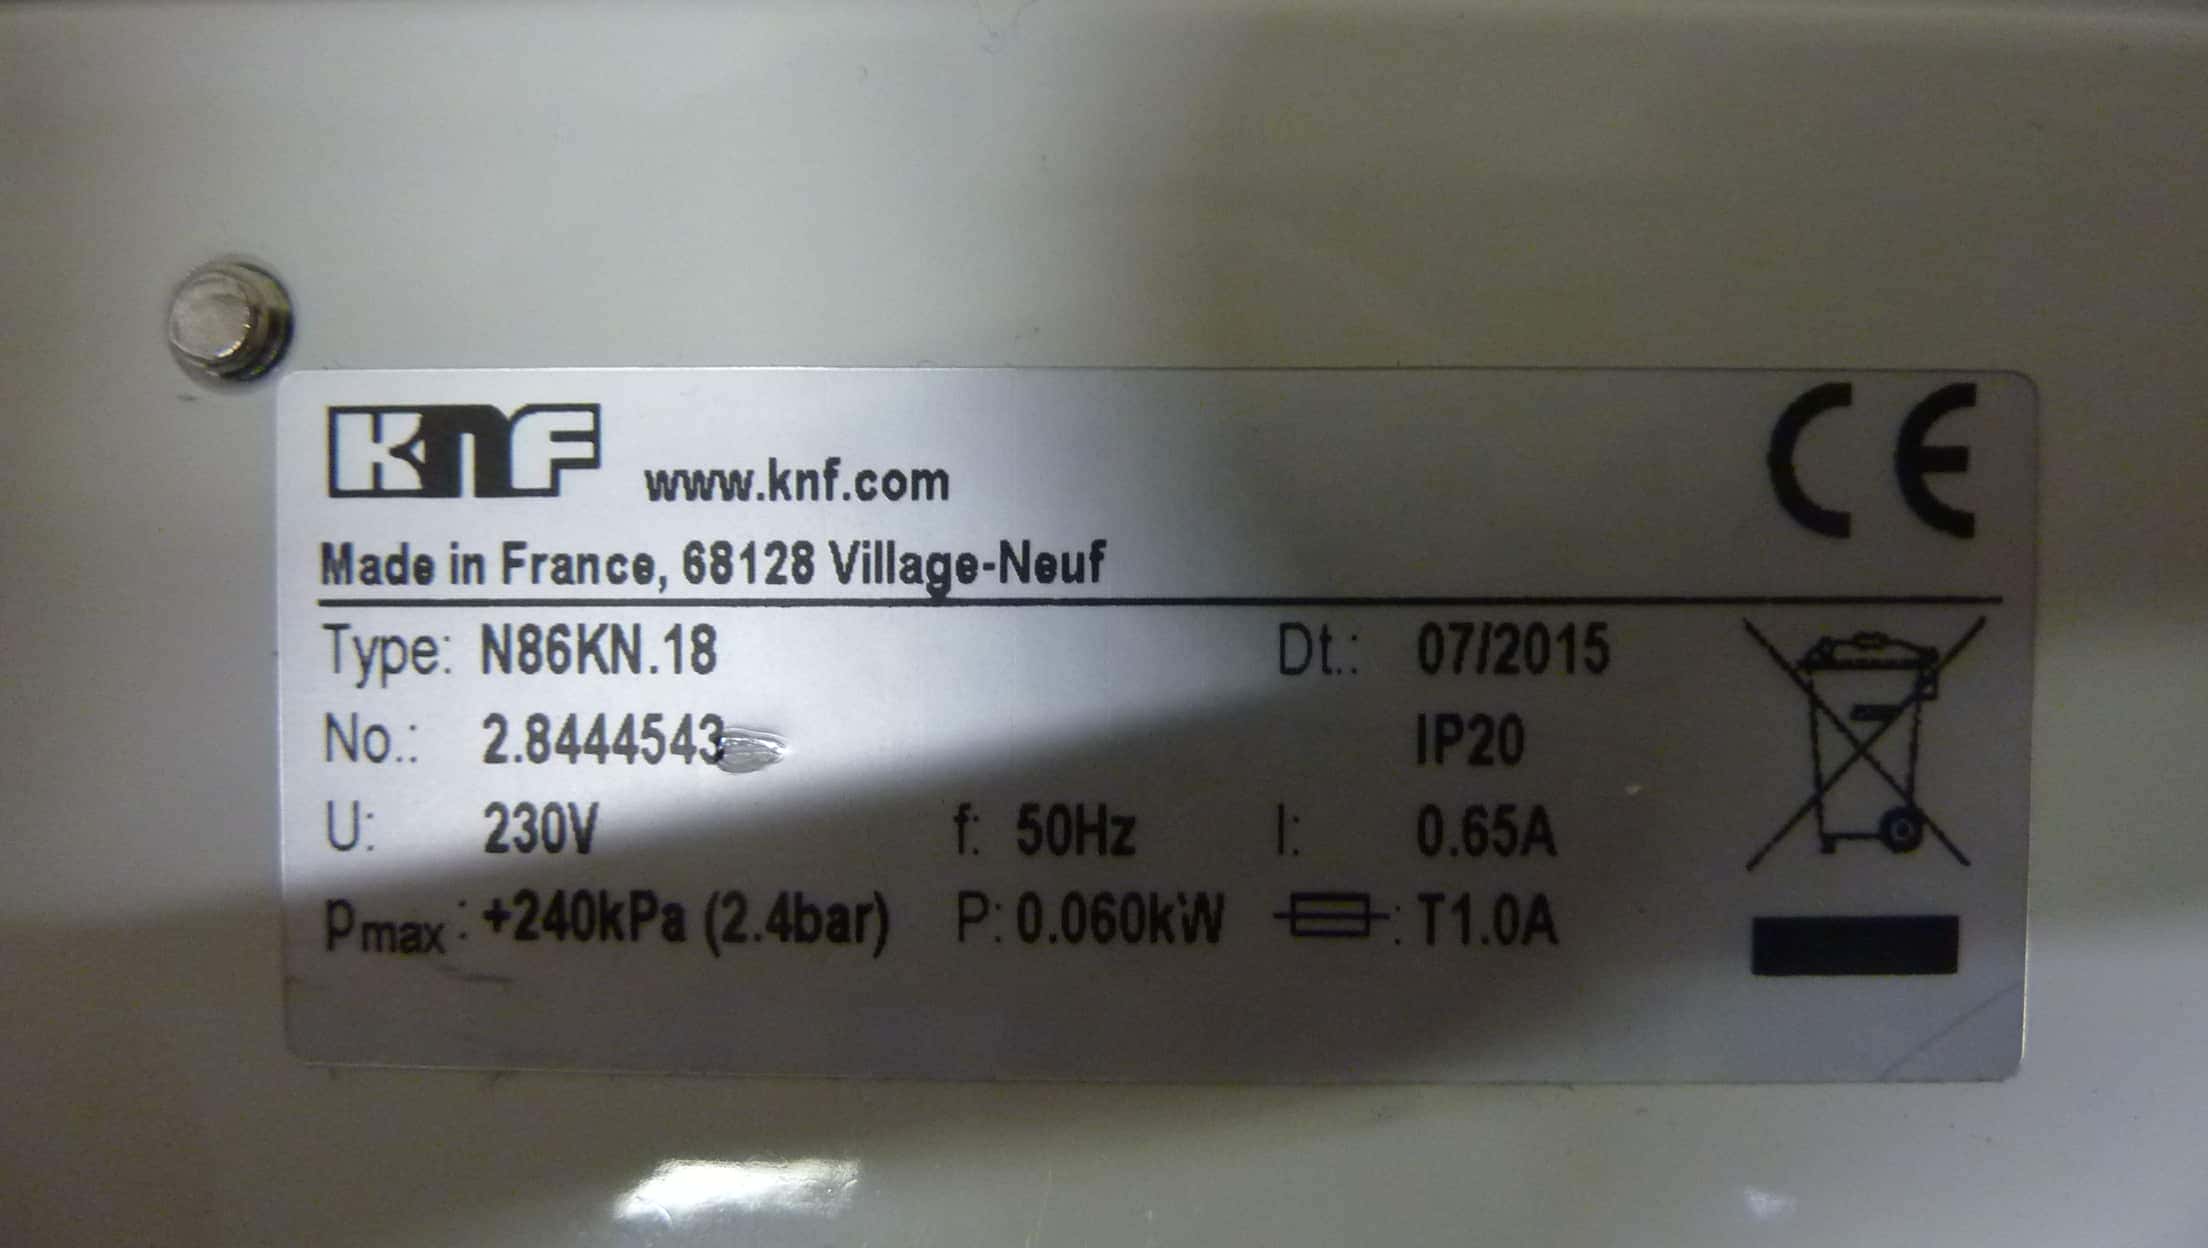 KNF www.knf.com CE
Made in France, 68128 Village-Neuf
Type: N86KN.18 Dt.: 07/2015
No.: 2.8444543 IP20
U: 230V f: 50Hz I: 0.65A
pmax: +240kPa (2.4bar) P: 0.060kW : T1.0A